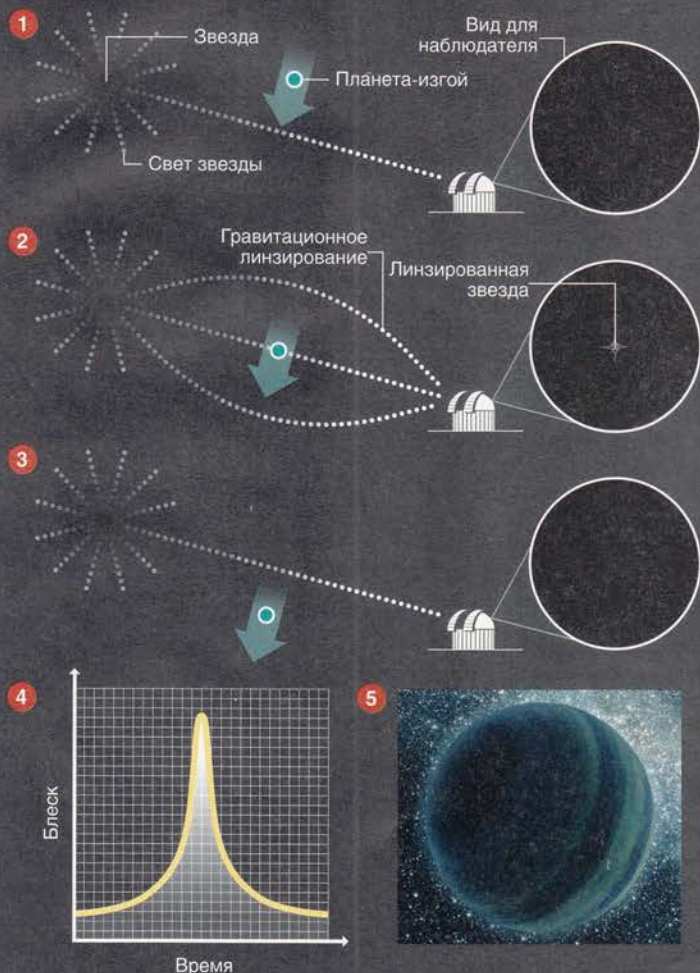 1
Звезда
Вид для
наблюдателя
Планета-изгой
Свет звезды
2
Гравитационное
линзирование
Линзированная
звезда
3
4
5
Блеск
Время